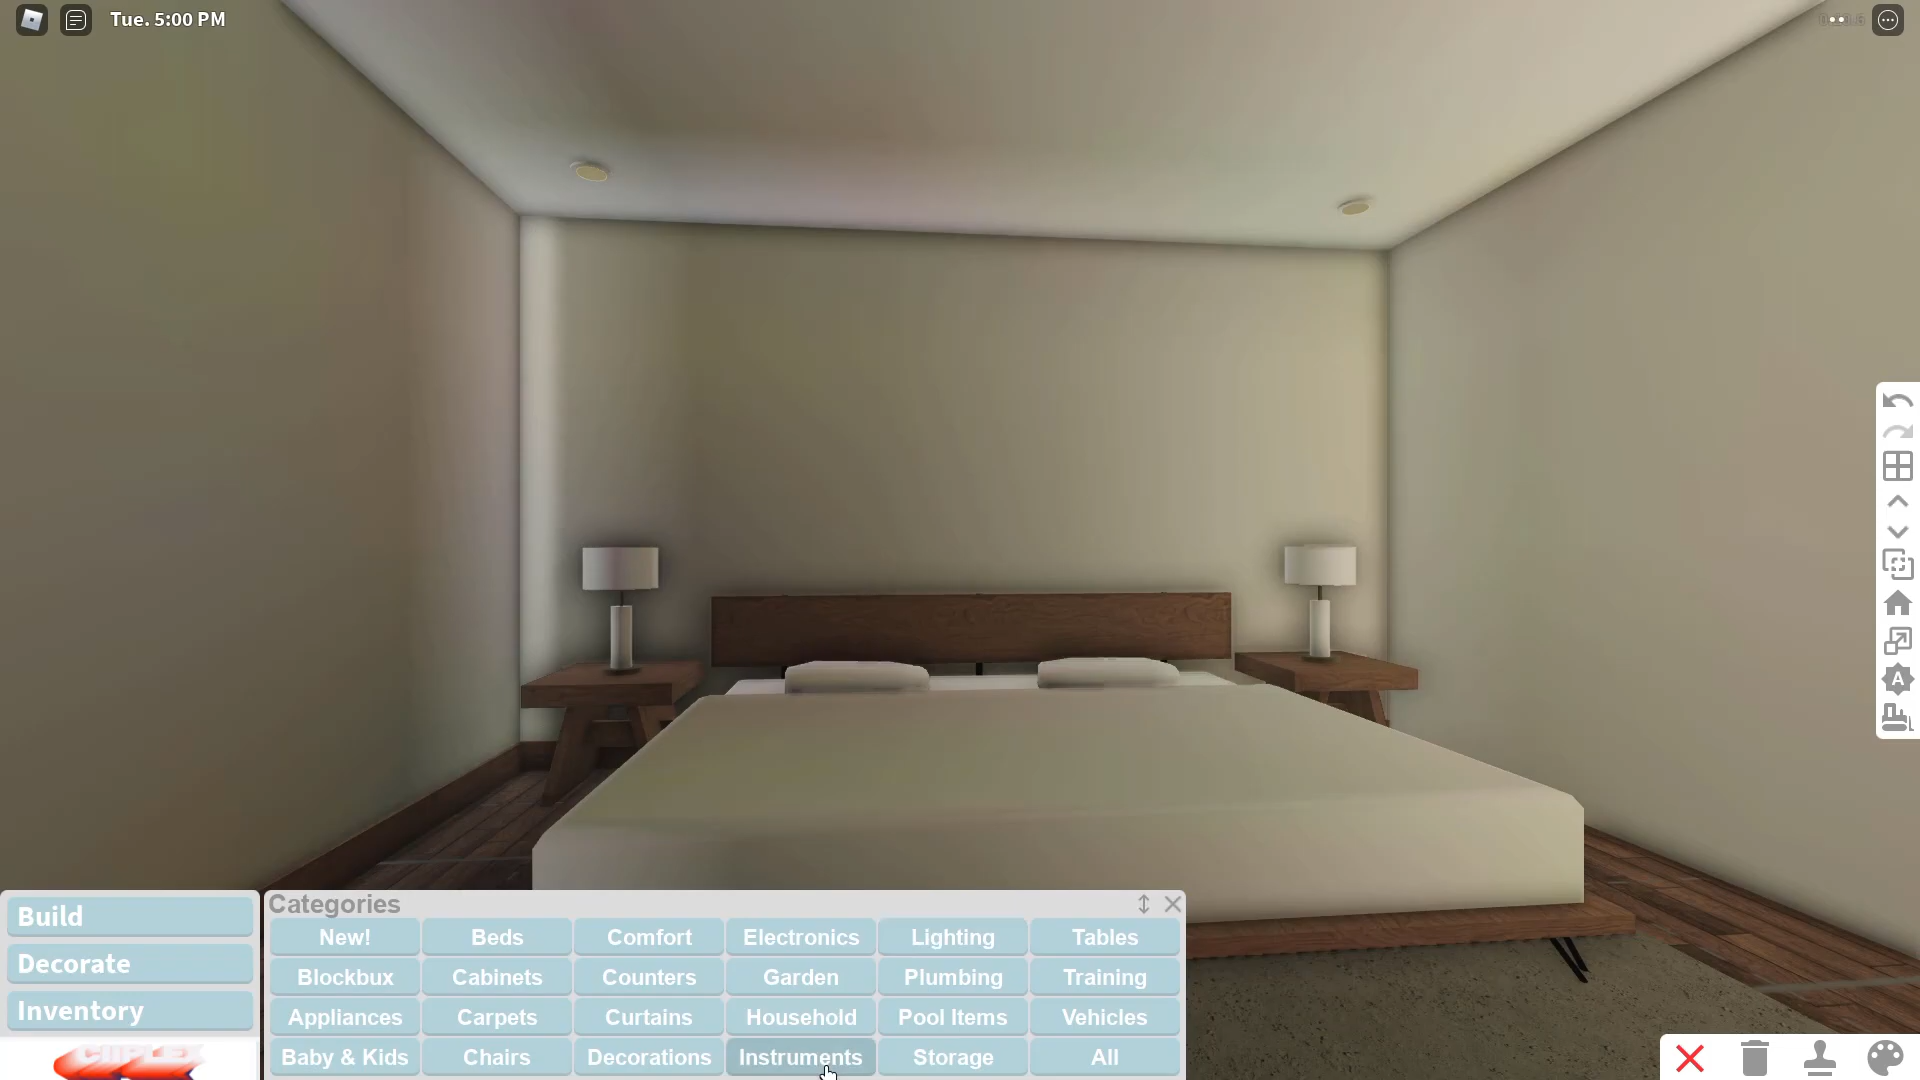 Tue. 5:00 PM
Build
Decorate
Inventory
Categories
New! Beds Comfort Electronics Lighting Tables
Blockbux Cabinets Counters Garden Plumbing Training
Appliances Carpets Curtains Household Pool Items Vehicles
Baby & Kids Chairs Decorations Instruments Storage All
A